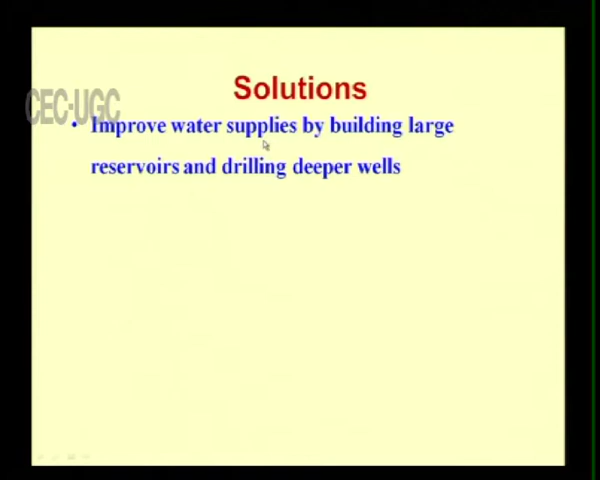 Solutions
CEC-UGC
• Improve water supplies by building large
reservoirs and drilling deeper wells